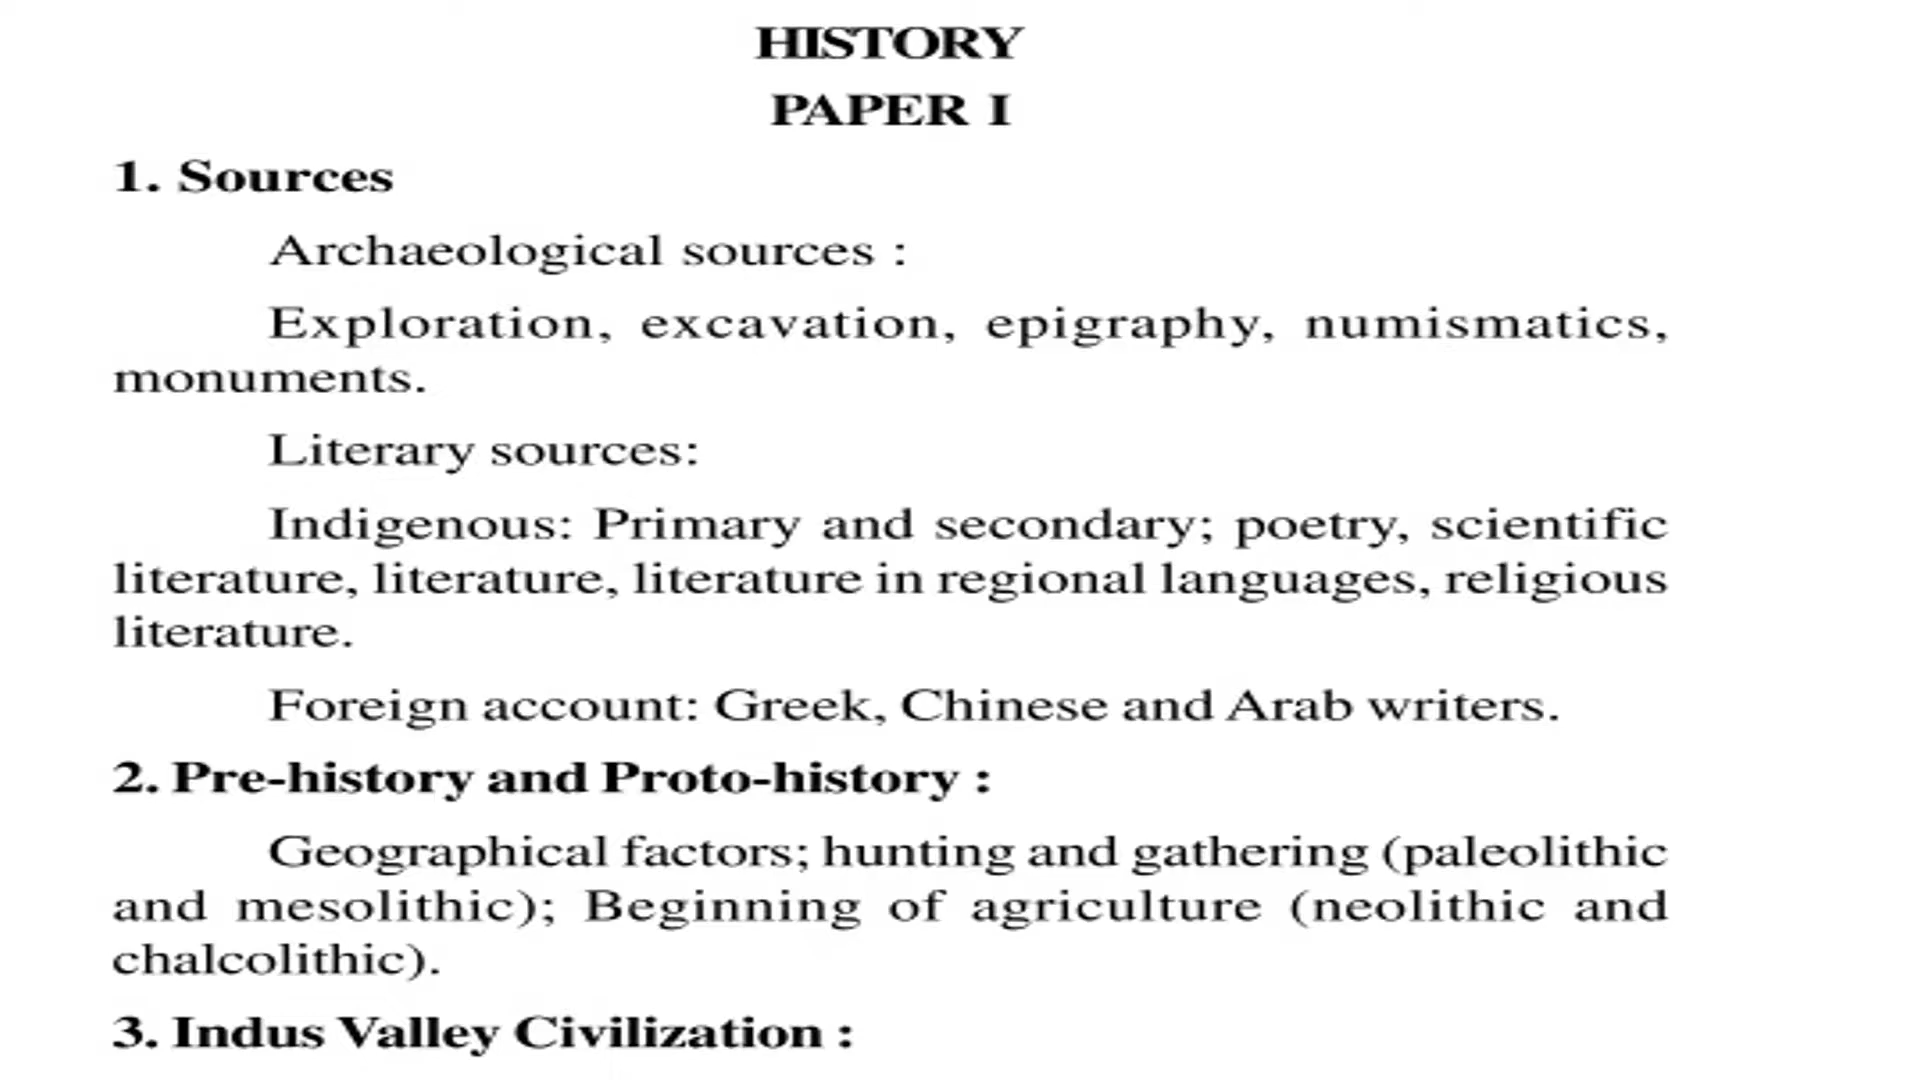 HISTORY
PAPER I
1. Sources
Archaeological sources :
Exploration, excavation, epigraphy, numismatics,
monuments.
Literary sources:
Indigenous: Primary and secondary; poetry, scientific
literature, literature, literature in regional languages, religious
literature.
Foreign account: Greek, Chinese and Arab writers.
2. Pre-history and Proto-history :
Geographical factors; hunting and gathering (paleolithic
and mesolithic); Beginning of agriculture (neolithic and
chalcolithic).
3. Indus Valley Civilization :